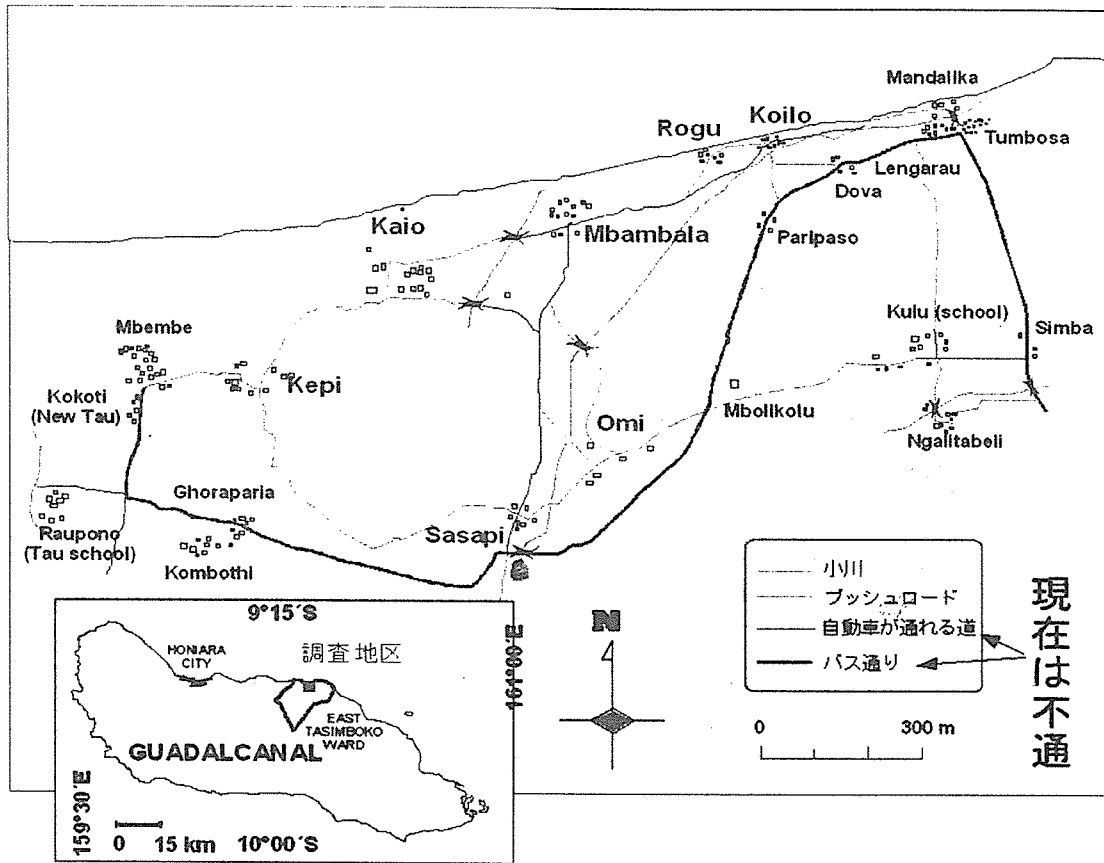 Mandalika
Koilo
Rogu
Tumbosa
Lengarau
Dova
Kaio
Mbambala
Paripaso
Kulu (school)
Simba
Mbembe
Kepi
Kokoti
(New Tau)
Mbolikolu
Omi
Ngalitabeli
Ghoraparia
Sasapi
Raupono
(Tau school)
Kombothi
小川
ブッシュロード
自動車が通れる道
バス通り
現在は不通
N
0 300 m
9°15´S
HONIARA
CITY
調査地区
161°00´E
EAST
TASIMBOKO
WARD
GUADALCANAL
159°30´E
0 15 km 10°00´S